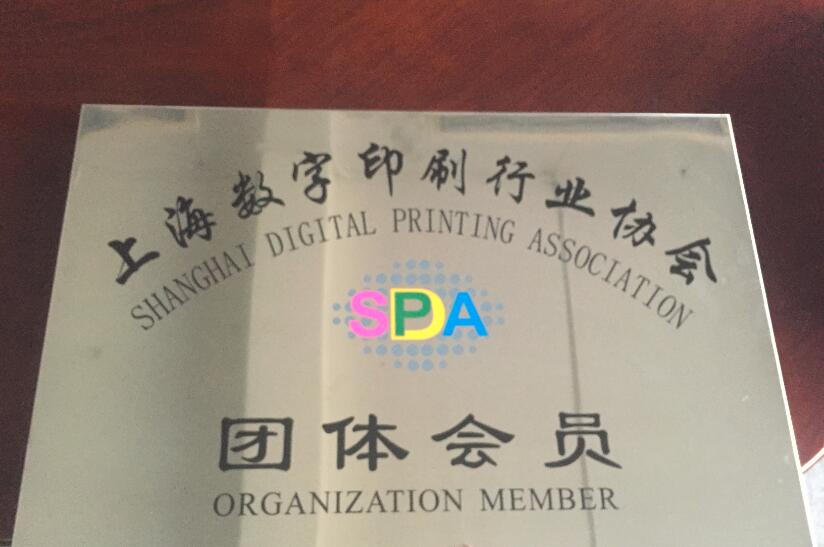 上海数字印刷行业协会
SHANGHAI DIGITAL PRINTING ASSOCIATION
SPDA
团体会员
ORGANIZATION MEMBER